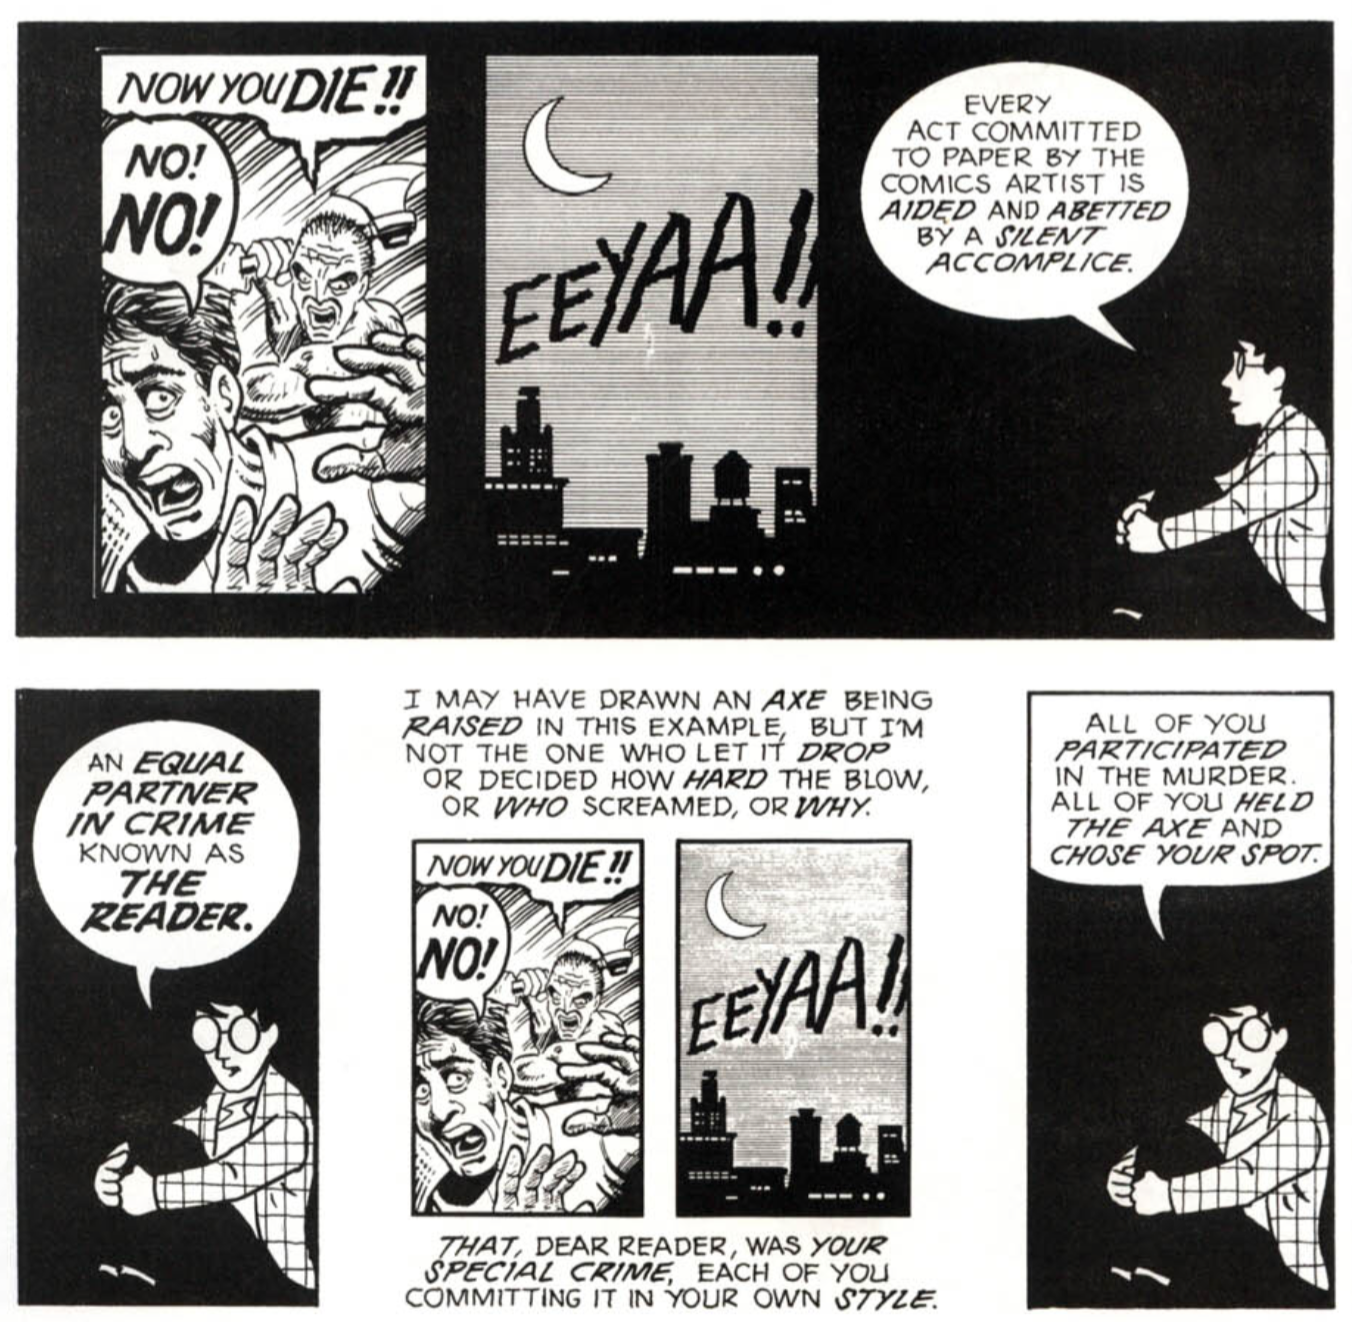 NOW YOU DIE!!
NO!
NO!
EEYAA!!
EVERY
ACT COMMITTED
TO PAPER BY THE
COMICS ARTIST IS
AIDED AND ABETTED
BY A SILENT
ACCOMPLICE.
AN EQUAL
PARTNER
IN CRIME
KNOWN AS
THE
READER.
I MAY HAVE DRAWN AN AXE BEING
RAISED IN THIS EXAMPLE, BUT I'M
NOT THE ONE WHO LET IT DROP
OR DECIDED HOW HARD THE BLOW,
OR WHO SCREAMED, OR WHY.
NOW YOU DIE!!
NO!
NO!
EEYAA!!
THAT, DEAR READER, WAS YOUR
SPECIAL CRIME, EACH OF YOU
COMMITTING IT IN YOUR OWN STYLE.
ALL OF YOU
PARTICIPATED
IN THE MURDER.
ALL OF YOU HELD
THE AXE AND
CHOSE YOUR SPOT.